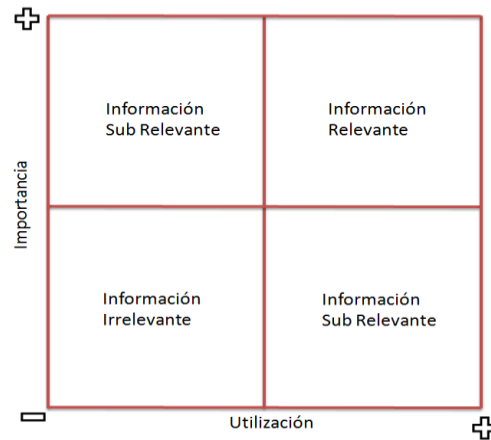 Información
Sub Relevante
Información
Relevante
Importancia
Información
Irrelevante
Información
Sub Relevante
Utilización